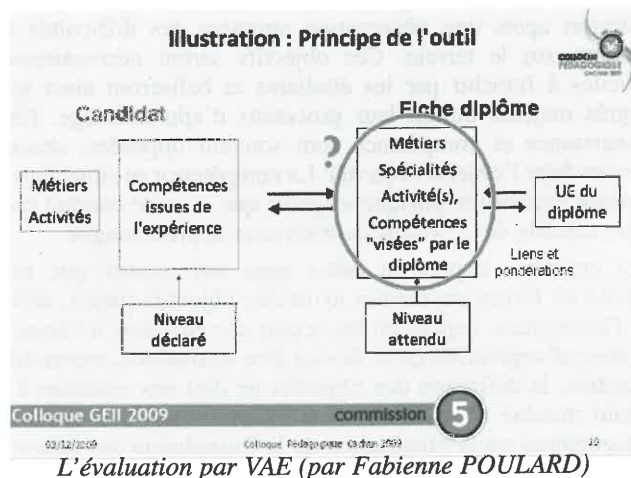 Illustration : Principe de l'outil
COLLOQUE
PÉDAGOGIQUE
Candidat
Fiche diplôme
?
Métiers
Activités
Compétences
issues de
l'expérience
Métiers
Spécialités
Activité(s),
Compétences
"visées" par le
diplôme
UE du
diplôme
Liens et
pondérations
Niveau
déclaré
Niveau
attendu
Colloque GEII 2009
commission 5
03/12/2009
Colloque Pédagogique Cachan 2009
L'évaluation par VAE (par Fabienne POULARD)